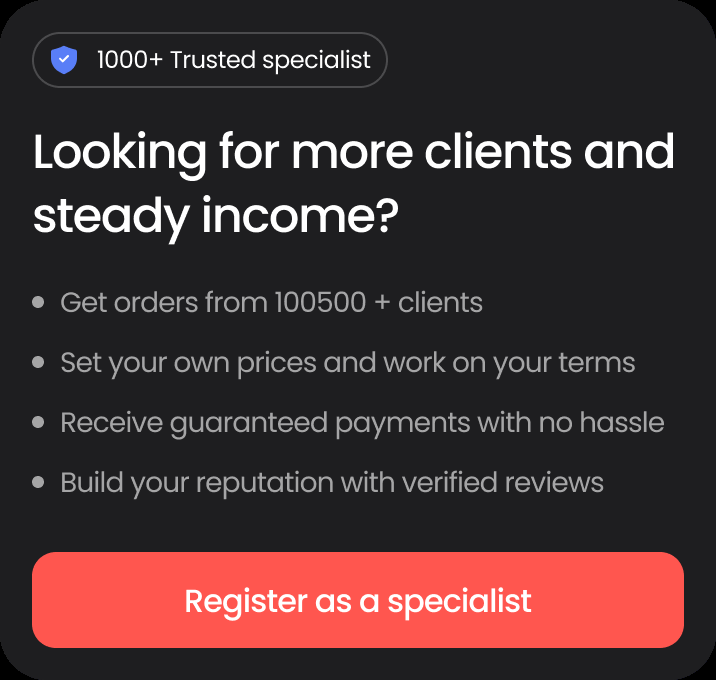 1000+ Trusted specialist
Looking for more clients and
steady income?
Get orders from 100500 + clients
Set your own prices and work on your terms
Receive guaranteed payments with no hassle
Build your reputation with verified reviews
Register as a specialist